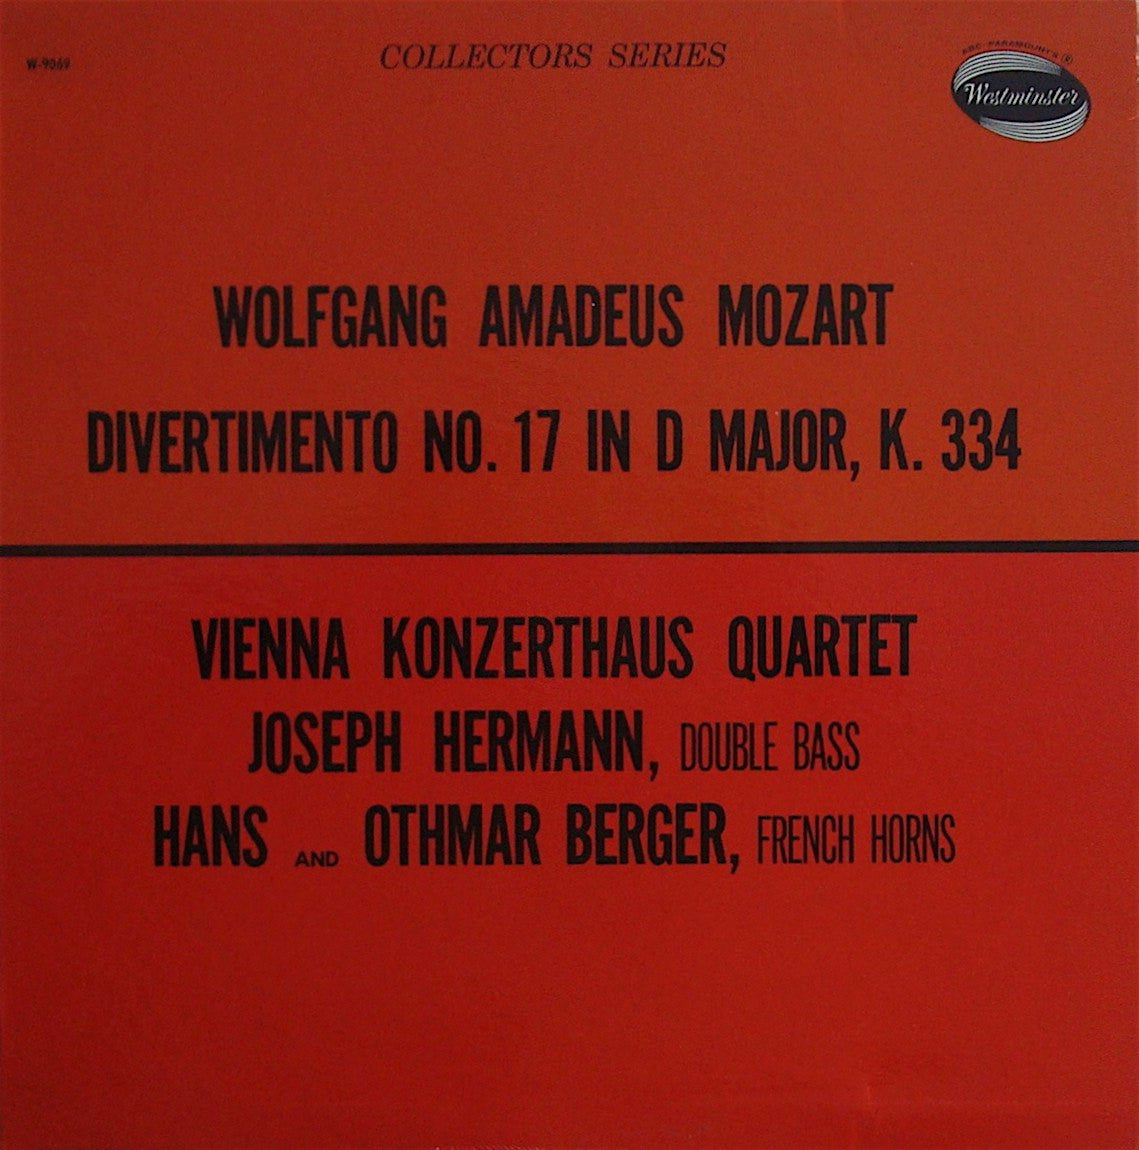 W-9069
COLLECTORS SERIES
ABC-PARAMOUNT'S ®
Westminster
WOLFGANG AMADEUS MOZART
DIVERTIMENTO NO. 17 IN D MAJOR, K. 334
VIENNA KONZERTHAUS QUARTET
JOSEPH HERMANN, DOUBLE BASS
HANS AND OTHMAR BERGER, FRENCH HORNS